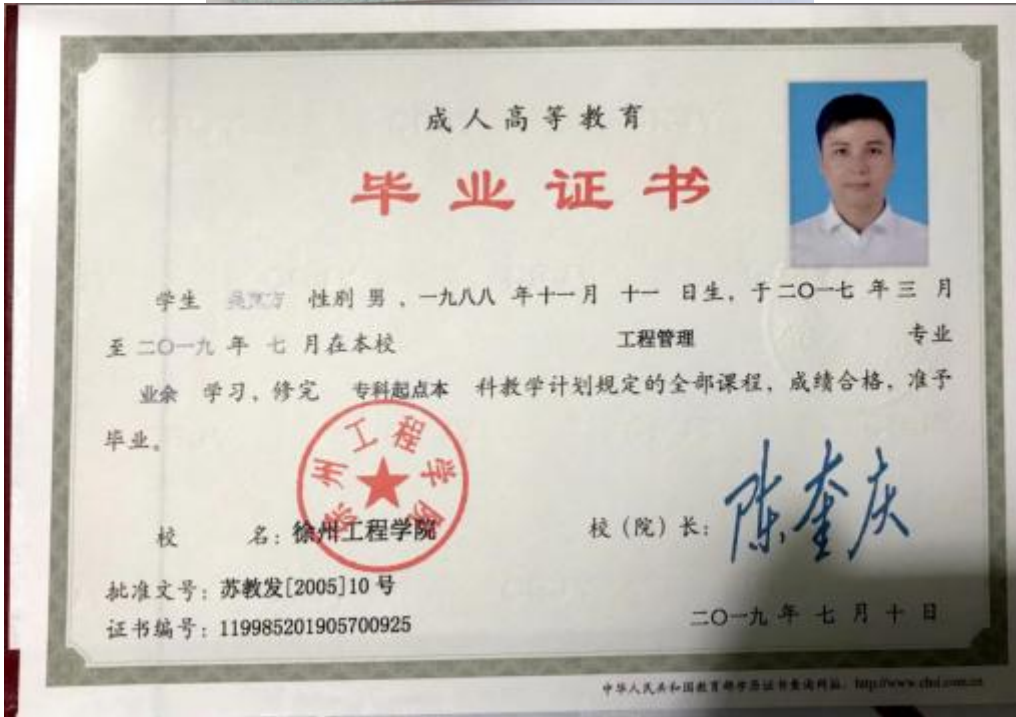 成人高等教育
毕业证书
学生 性别 男 ，一九八八 年十一月 十一 日生，于二〇一七 年 三 月
至 二〇一九 年 七 月在本校 工程管理 专业
业余 学习，修完 专科起点本 科教学计划规定的全部课程，成绩合格，准予
毕业。
徐州工程学院
校 名：徐州工程学院 校（院）长：陈奎庆
批准文号：苏教发[2005]10 号
证书编号：119985201905700925
二〇一九 年 七 月 十 日
中华人民共和国教育部学历证书查询网址：http://www.chsi.com.cn